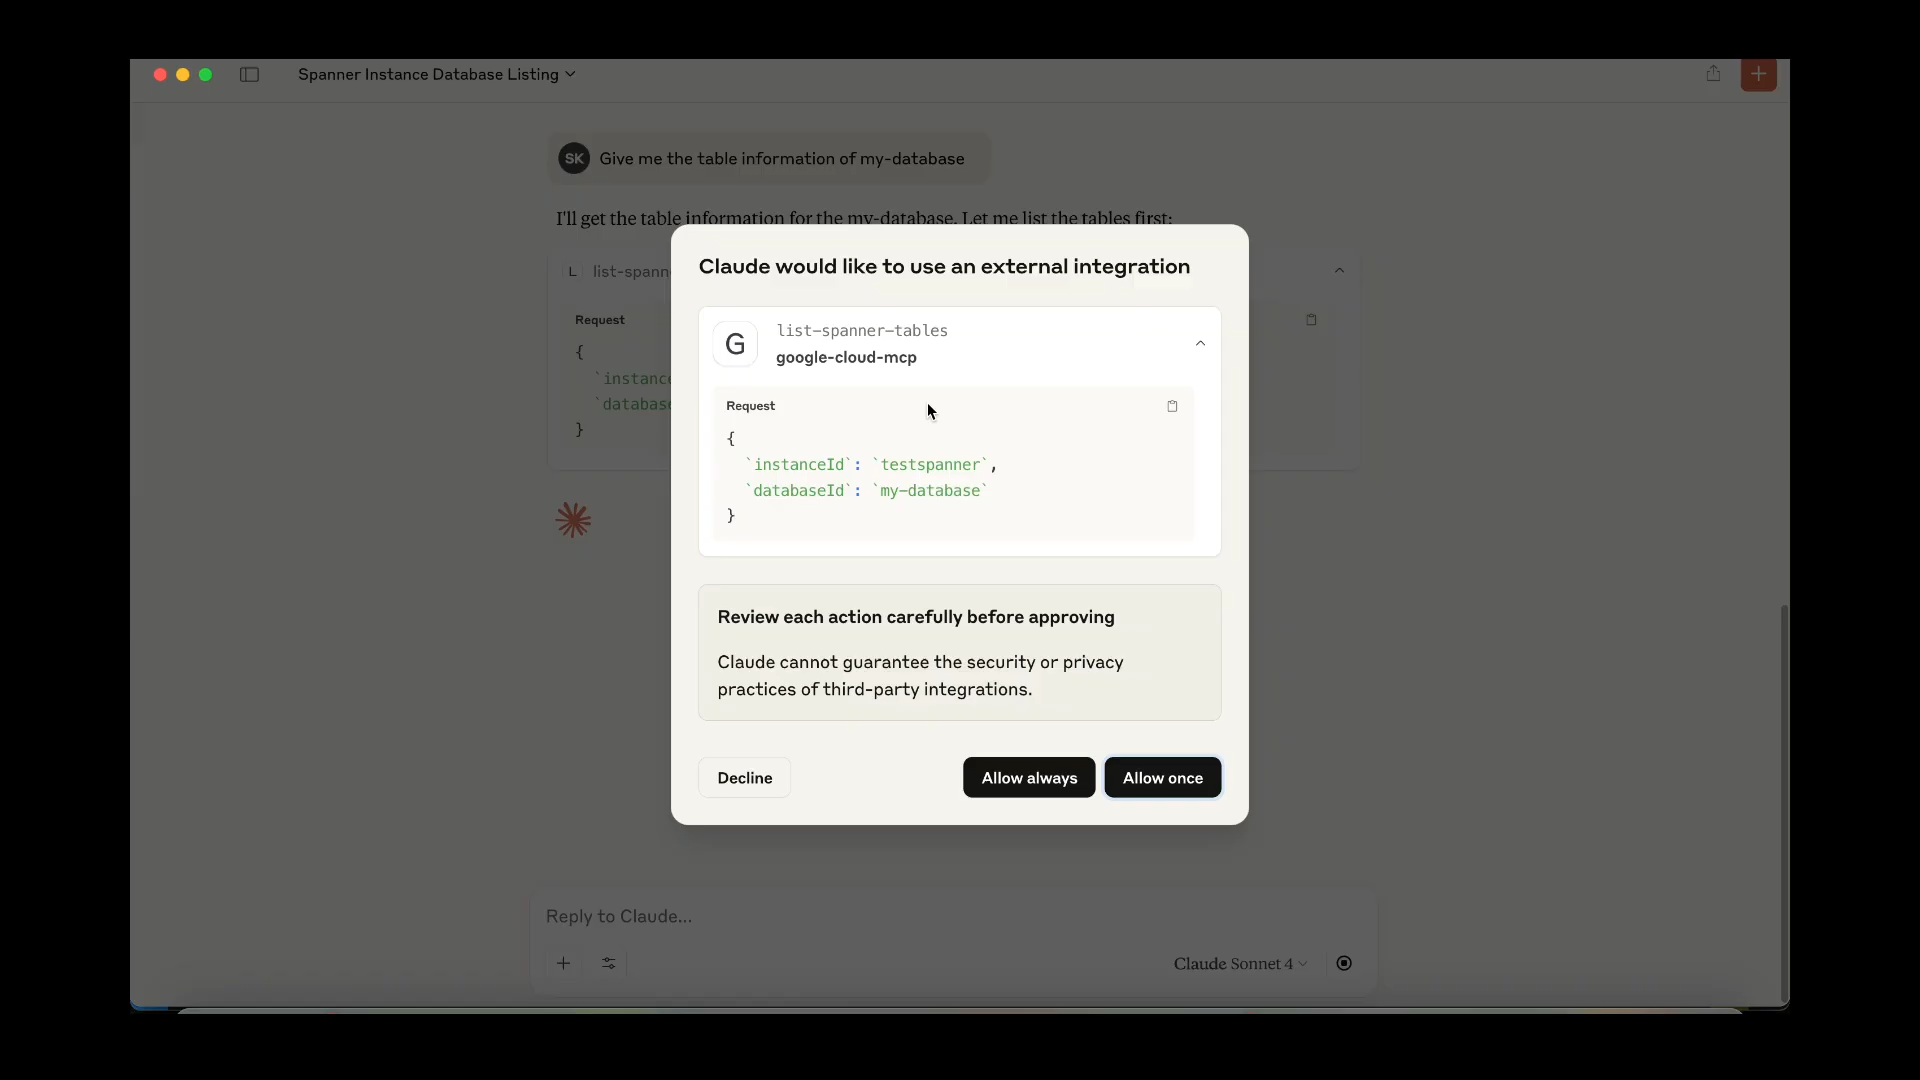 Spanner Instance Database Listing
SK Give me the table information of my-database
I'll get the table information for the my-database. Let me list the tables first:
L list-spann
Request
{
`instance
`database
}
Claude would like to use an external integration
G
list-spanner-tables
google-cloud-mcp
Request
{
`instanceId`: `testspanner`,
`databaseId`: `my-database`
}
Review each action carefully before approving
Claude cannot guarantee the security or privacy
practices of third-party integrations.
Decline
Allow always
Allow once
Reply to Claude...
Claude Sonnet 4